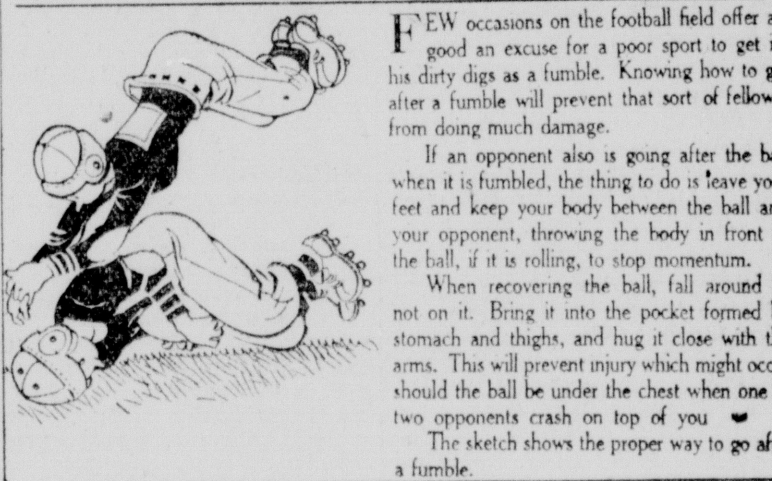 FEW occasions on the football field offer a
good an excuse for a poor sport to get i
his dirty digs as a fumble. Knowing how to g
after a fumble will prevent that sort of fellow
from doing much damage.
If an opponent also is going after the b
when it is fumbled, the thing to do is leave yo
feet and keep your body between the ball a
your opponent, throwing the body in front
the ball, if it is rolling, to stop momentum.
When recovering the ball, fall around
not on it. Bring it into the pocket formed
stomach and thighs, and hug it close with t
arms. This will prevent injury which might occ
should the ball be under the chest when one
two opponents crash on top of you
The sketch shows the proper way to go af
a fumble.